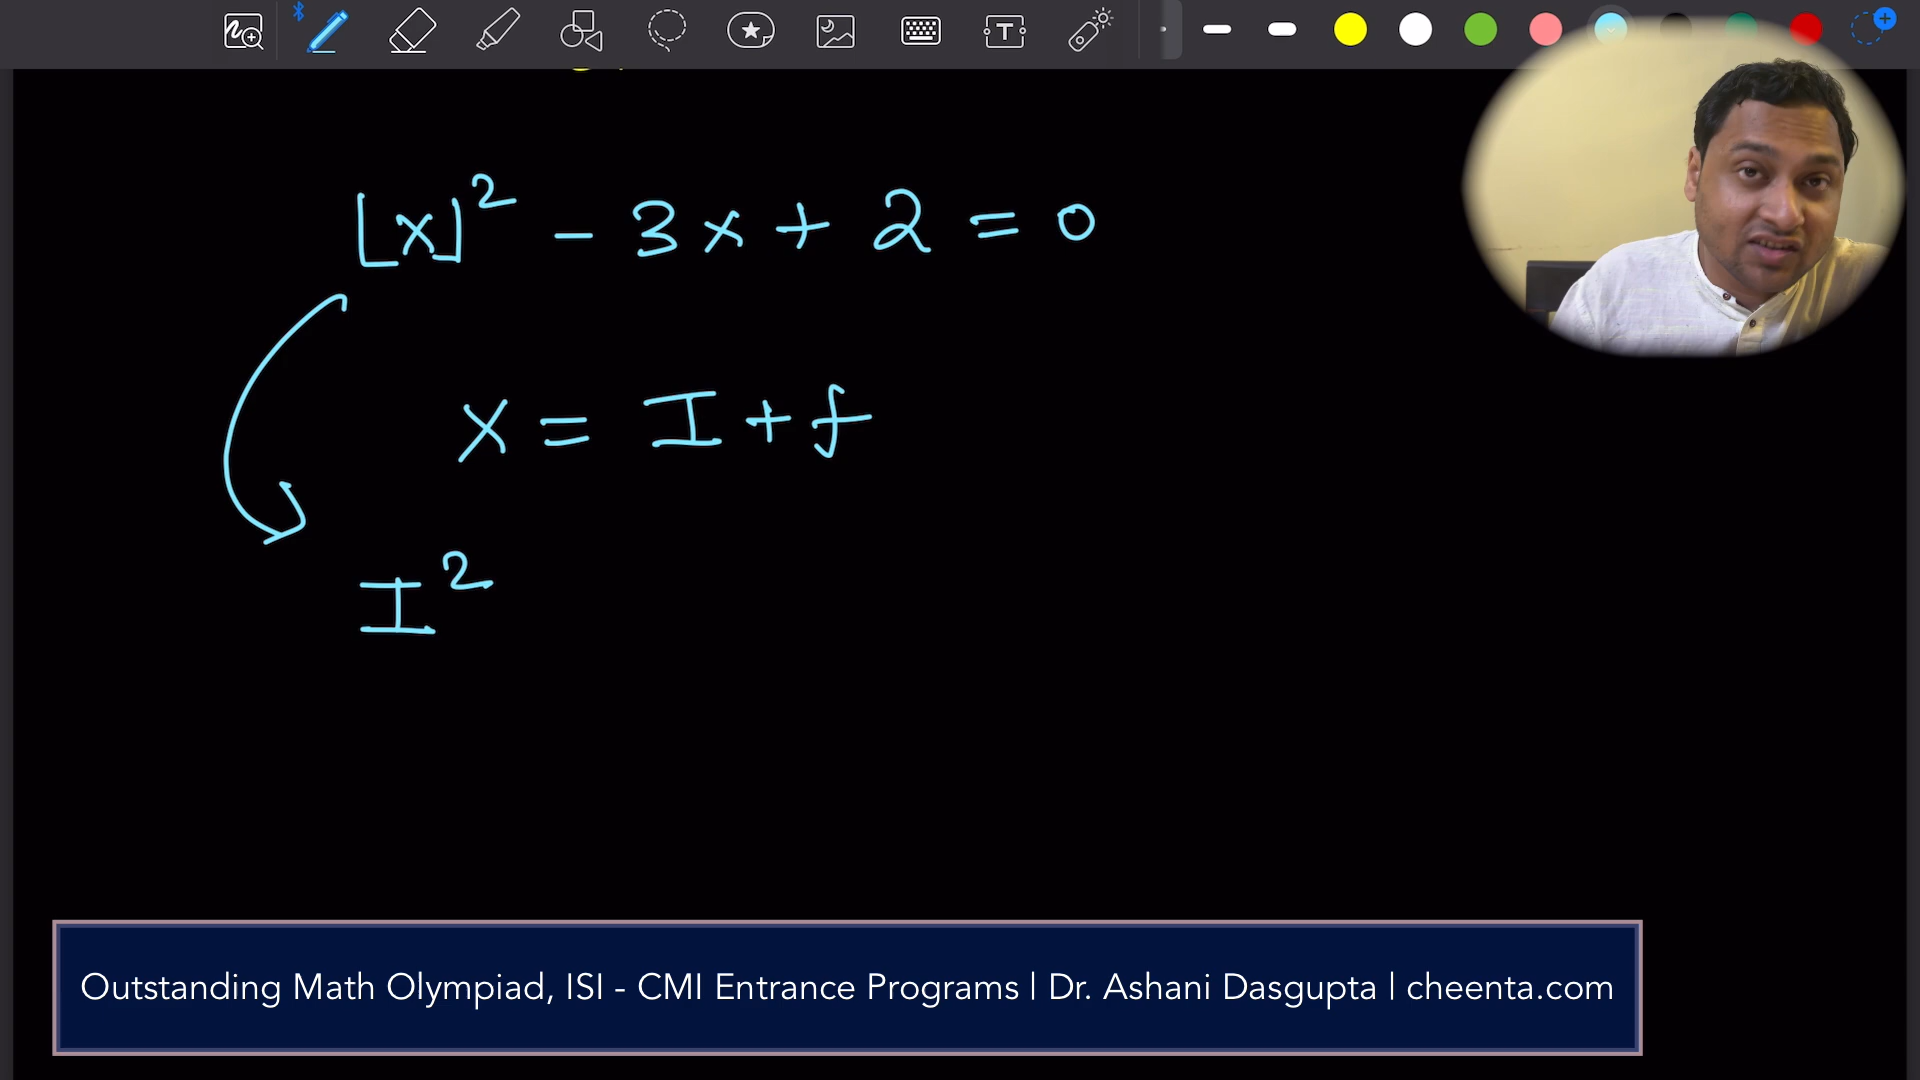 ⌊x⌋² - 3x + 2 = 0
x = I + f
I²
Outstanding Math Olympiad, ISI - CMI Entrance Programs | Dr. Ashani Dasgupta | cheenta.com